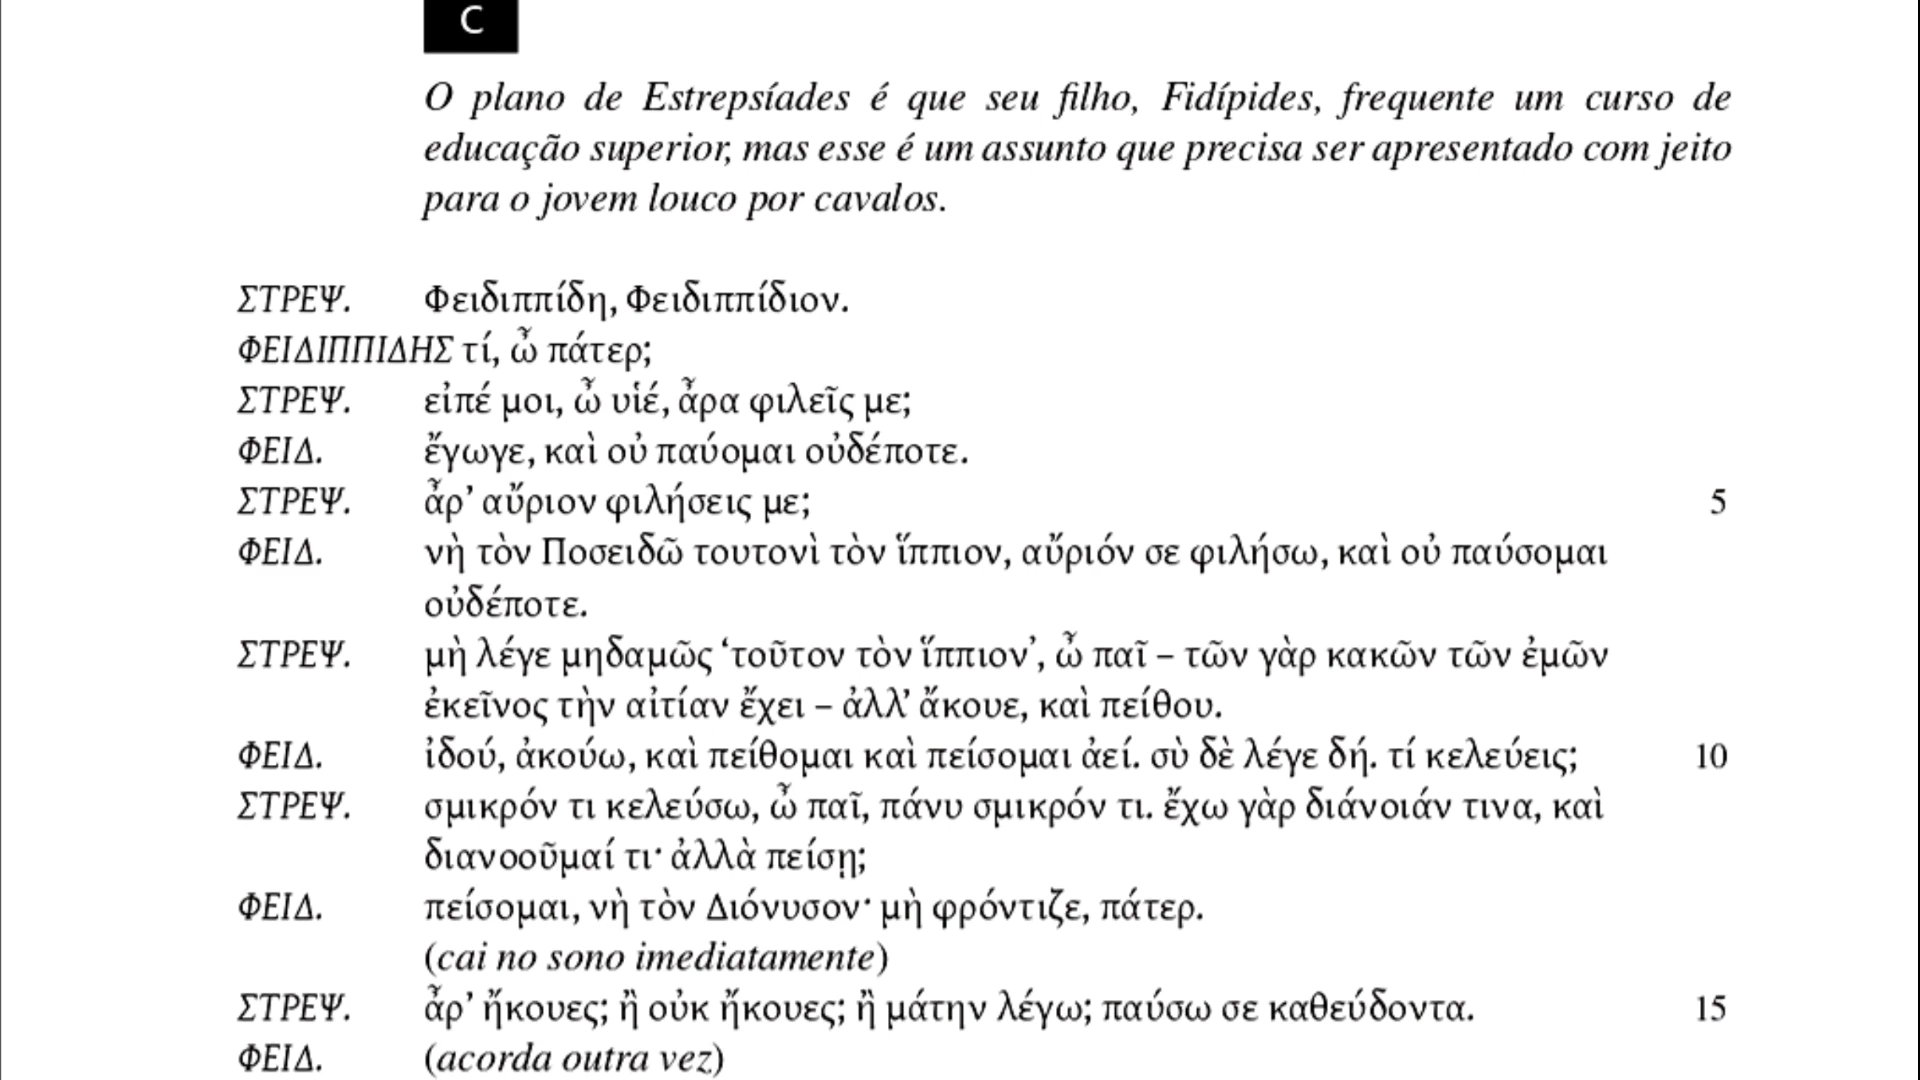 C
O plano de Estrepsíades é que seu filho, Fidípides, frequente um curso de
educação superior, mas esse é um assunto que precisa ser apresentado com jeito
para o jovem louco por cavalos.
ΣΤΡΕΨ. Φειδιππίδη, Φειδιππίδιον.
ΦΕΙΔΙΠΠΙΔΗΣ τί, ὦ πάτερ;
ΣΤΡΕΨ. εἰπέ μοι, ὦ υἱέ, ἆρα φιλεῖς με;
ΦΕΙΔ. ἔγωγε, καὶ οὐ παύομαι οὐδέποτε.
ΣΤΡΕΨ. ἆρ’ αὔριον φιλήσεις με; 5
ΦΕΙΔ. νὴ τὸν Ποσειδῶ τουτονὶ τὸν ἵππιον, αὔριόν σε φιλήσω, καὶ οὐ παύσομαι
οὐδέποτε.
ΣΤΡΕΨ. μὴ λέγε μηδαμῶς ‘τοῦτον τὸν ἵππιον’, ὦ παῖ – τῶν γὰρ κακῶν τῶν ἐμῶν
ἐκεῖνος τὴν αἰτίαν ἔχει – ἀλλ’ ἄκουε, καὶ πείθου.
ΦΕΙΔ. ἰδού, ἀκούω, καὶ πείθομαι καὶ πείσομαι ἀεί. σὺ δὲ λέγε δή. τί κελεύεις; 10
ΣΤΡΕΨ. σμικρόν τι κελεύσω, ὦ παῖ, πάνυ σμικρόν τι. ἔχω γὰρ διάνοιάν τινα, καὶ
διανοοῦμαί τι· ἀλλὰ πείσῃ;
ΦΕΙΔ. πείσομαι, νὴ τὸν Διόνυσον· μὴ φρόντιζε, πάτερ.
(cai no sono imediatamente)
ΣΤΡΕΨ. ἆρ’ ἤκουες; ἢ οὐκ ἤκουες; ἢ μάτην λέγω; παύσω σε καθεύδοντα. 15
ΦΕΙΔ. (acorda outra vez)